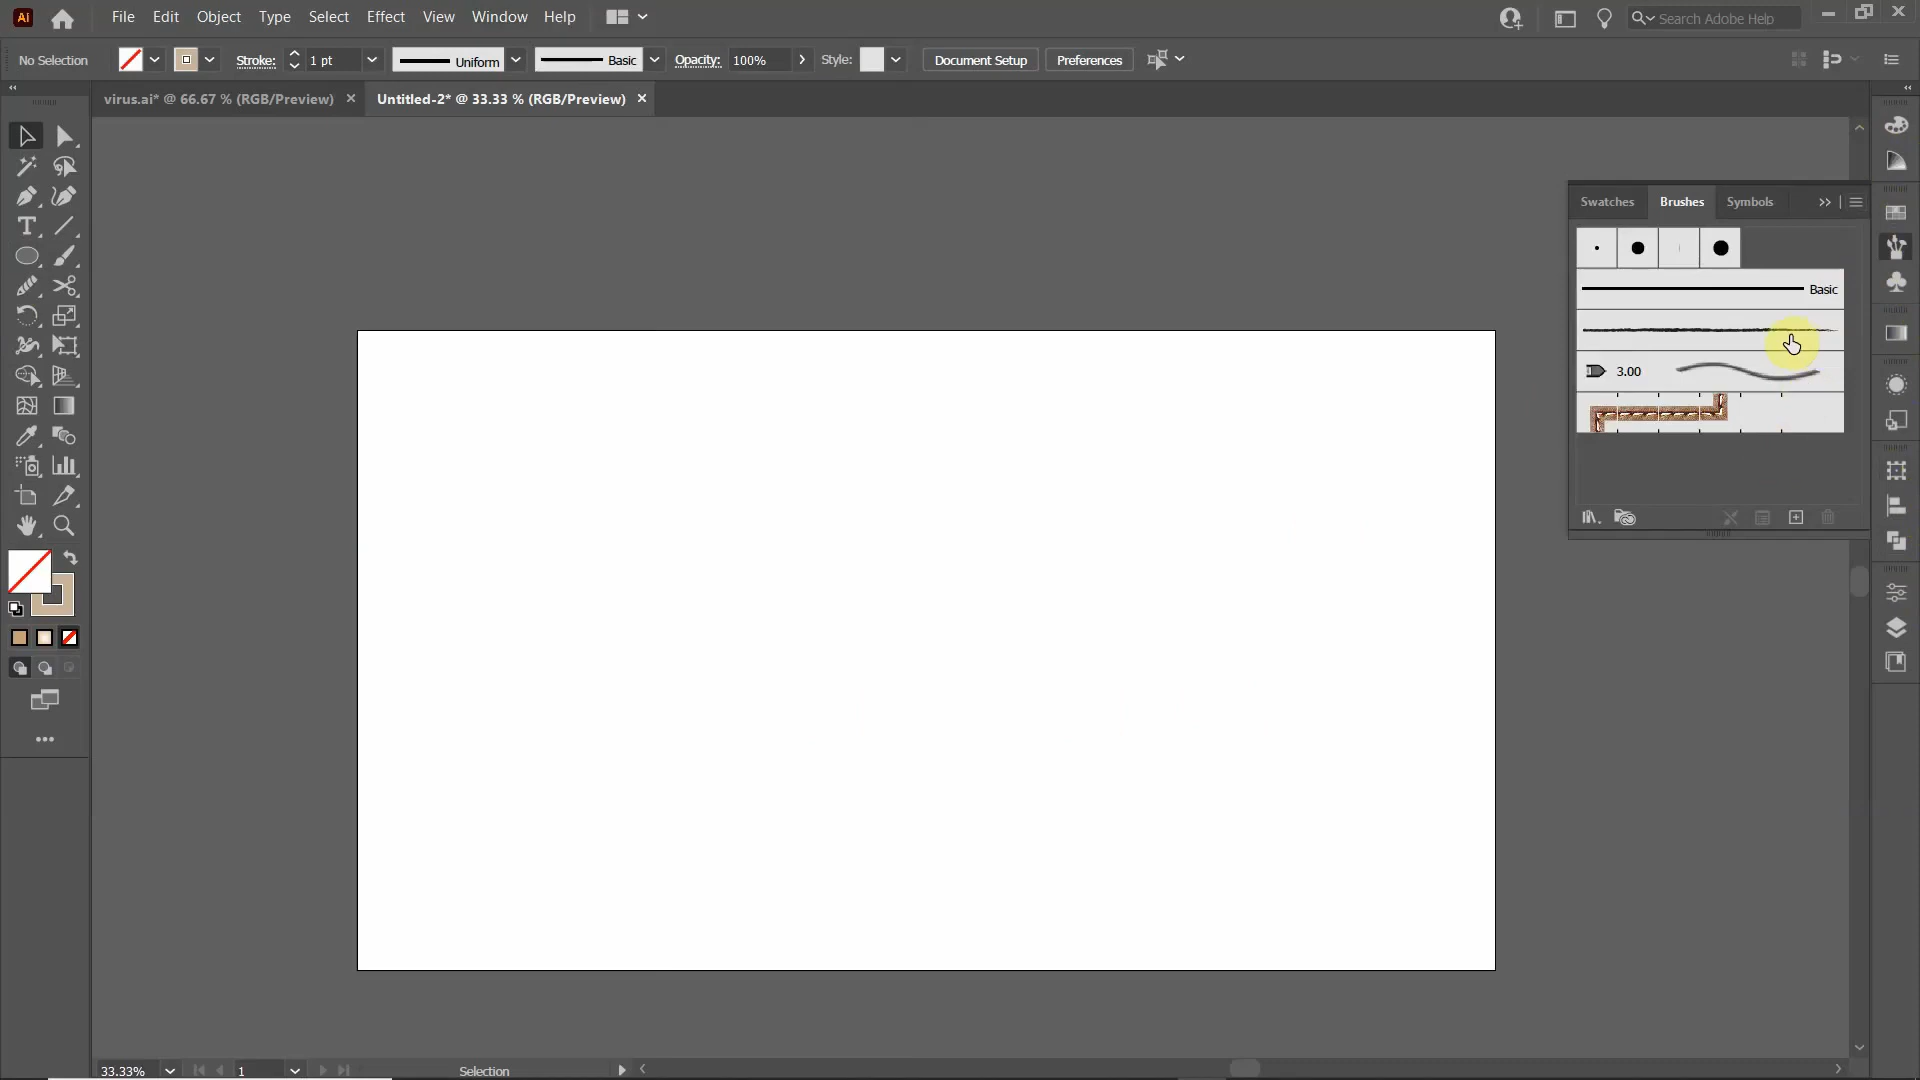 Ai File Edit Object Type Select Effect View Window Help Search Adobe Help
No Selection Stroke: 1 pt Uniform Basic Opacity: 100% Style: Document Setup Preferences
virus.ai* @ 66.67 % (RGB/Preview) Untitled-2* @ 33.33 % (RGB/Preview)
Swatches Brushes Symbols
Basic
3.00
33.33% 1 Selection